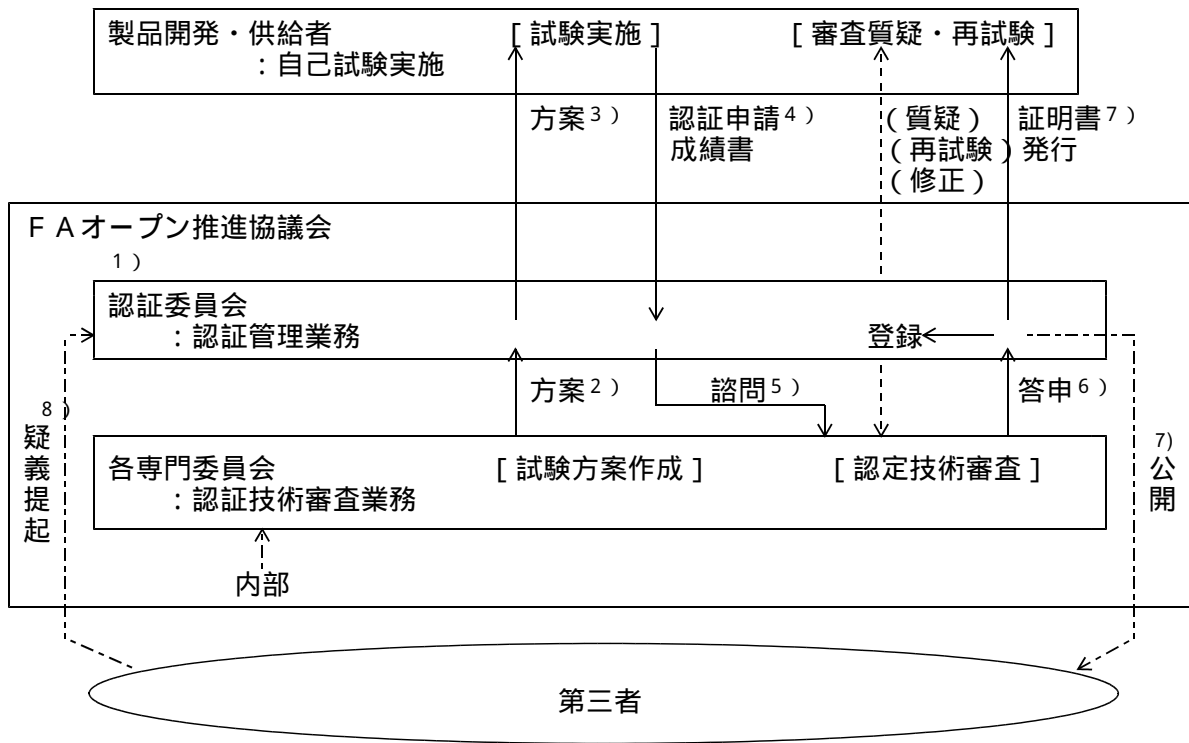 製品開発・供給者 [ 試験実施 ] [ 審査質疑・再試験 ]
：自己試験実施
方案３） 認証申請４） （質疑） 証明書７）
成績書 （再試験） 発行
（修正）
ＦＡオープン推進協議会
１）
認証委員会
：認証管理業務 登録
方案２） 諮問５） 答申６）
８）
疑義提起
7)
公開
各専門委員会 [ 試験方案作成 ] [ 認定技術審査 ]
：認証技術審査業務
内部
第三者